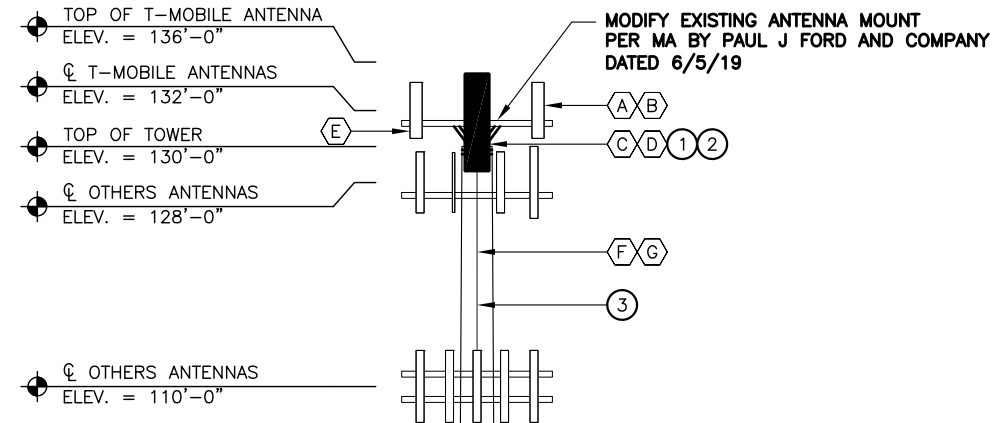 TOP OF T-MOBILE ANTENNA
ELEV. = 136'-0"
℄ T-MOBILE ANTENNAS
ELEV. = 132'-0"
TOP OF TOWER
ELEV. = 130'-0"
℄ OTHERS ANTENNAS
ELEV. = 128'-0"
℄ OTHERS ANTENNAS
ELEV. = 110'-0"
E
MODIFY EXISTING ANTENNA MOUNT
PER MA BY PAUL J FORD AND COMPANY
DATED 6/5/19
A B
C D 1 2
F G
3